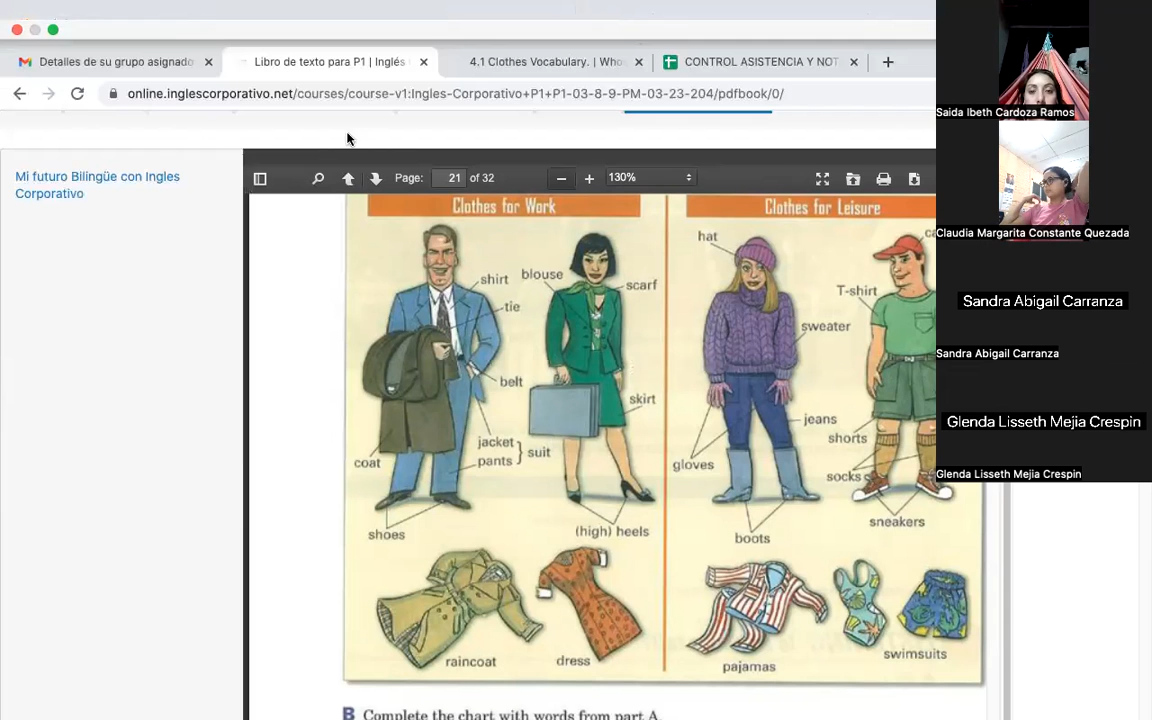 Detalles de su grupo asignado
Libro de texto para P1 | Inglés
4.1 Clothes Vocabulary. | Who
CONTROL ASISTENCIA Y NOT
online.inglescorporativo.net/courses/course-v1:Ingles-Corporativo+P1+P1-03-8-9-PM-03-23-204/pdfbook/0/
Mi futuro Bilingüe con Ingles
Corporativo
Page: 21 of 32
130%
Clothes for Work
Clothes for Leisure
shirt
blouse
scarf
tie
belt
skirt
jacket
pants
suit
coat
shoes
(high) heels
raincoat
dress
hat
ca
T-shirt
sweater
jeans
shorts
gloves
socks
sneakers
boots
pajamas
swimsuits
B Complete the chart with words from part A.
Saida Ibeth Cardoza Ramos
Claudia Margarita Constante Quezada
Sandra Abigail Carranza
Sandra Abigail Carranza
Glenda Lisseth Mejia Crespin
Glenda Lisseth Mejia Crespin